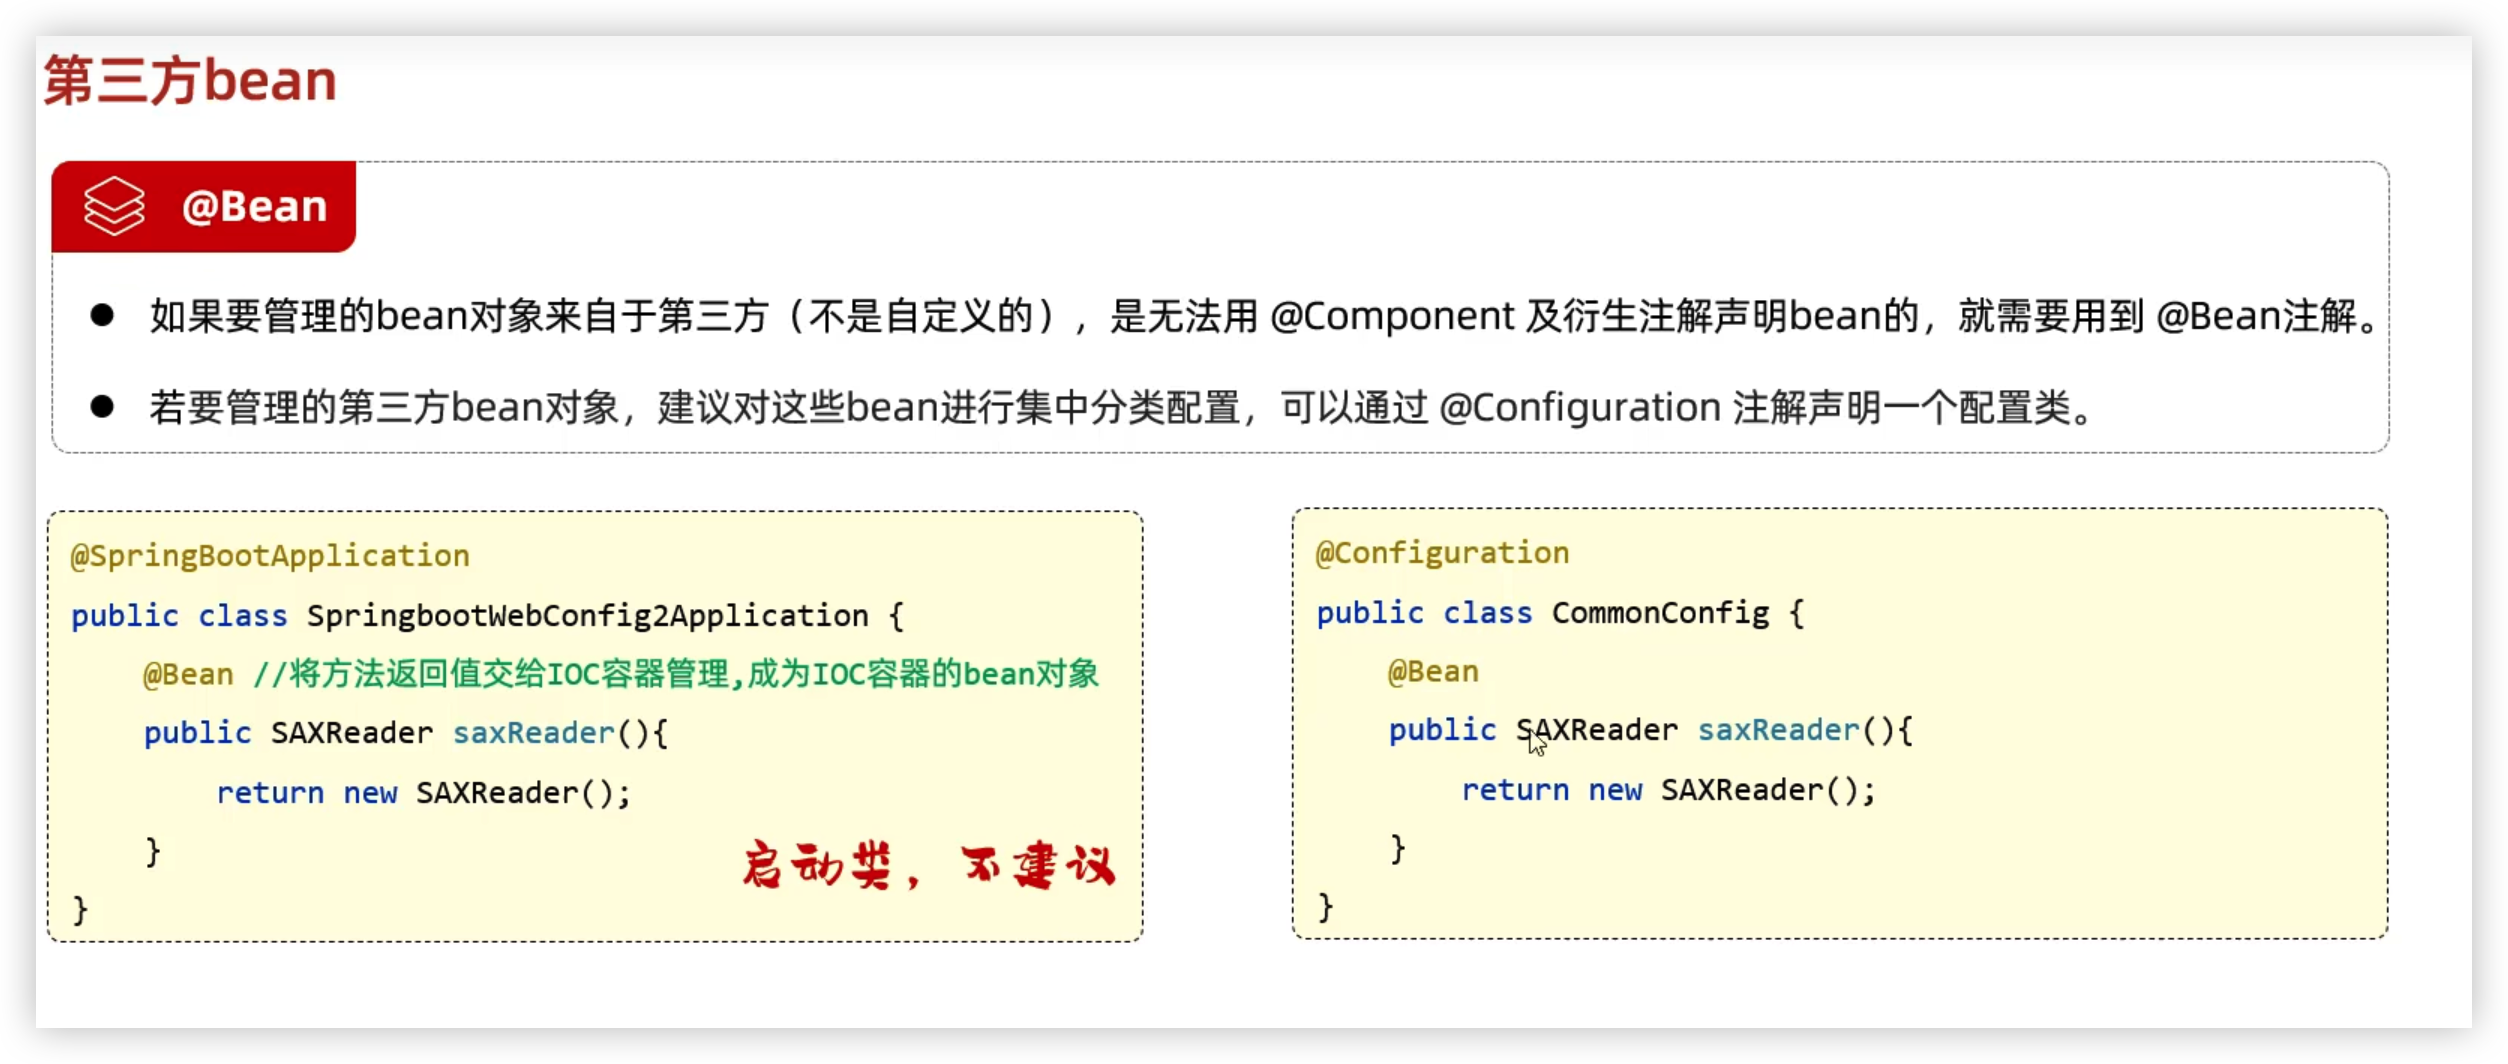 第三方bean
@Bean
● 如果要管理的bean对象来自于第三方（不是自定义的），是无法用 @Component 及衍生注解声明bean的，就需要用到 @Bean注解。
● 若要管理的第三方bean对象，建议对这些bean进行集中分类配置，可以通过 @Configuration 注解声明一个配置类。
@SpringBootApplication
public class SpringbootWebConfig2Application {
    @Bean //将方法返回值交给IOC容器管理,成为IOC容器的bean对象
    public SAXReader saxReader(){
        return new SAXReader();
    }
}
启动类，不建议
@Configuration
public class CommonConfig {
    @Bean
    public SAXReader saxReader(){
        return new SAXReader();
    }
}